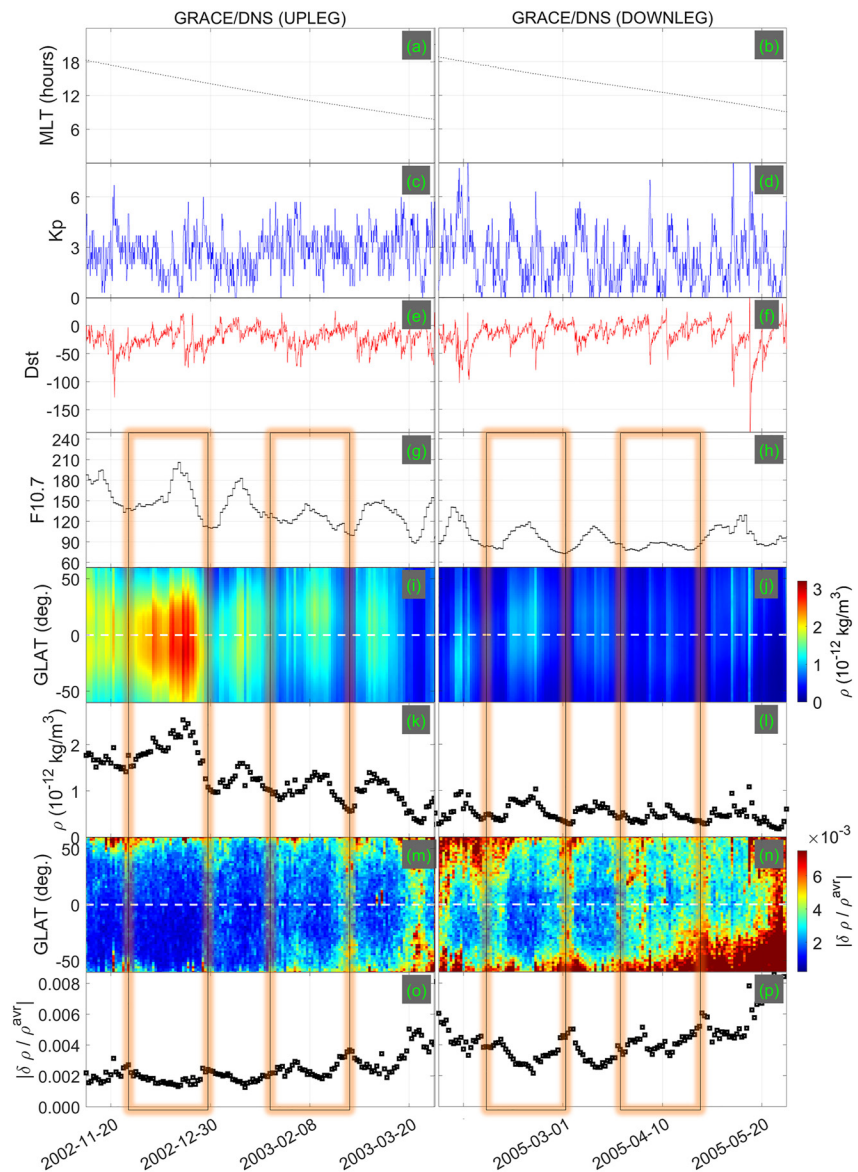 GRACE/DNS (UPLEG) GRACE/DNS (DOWNLEG)
(a) (b)
MLT (hours)
18
12
6
(c) (d)
Kp
6
3
0
(e) (f)
Dst
0
-50
-100
-150
(g) (h)
F10.7
240
210
180
150
120
90
60
(i) (j)
GLAT (deg.)
50
0
-50
3
2
1
0
ρ (10⁻¹² kg/m³)
(k) (l)
ρ (10⁻¹² kg/m³)
2
1
0
(m) (n)
GLAT (deg.)
50
0
-50
×10⁻³
6
4
2
|δ ρ / ρᵃᵛʳ|
(o) (p)
|δ ρ / ρᵃᵛʳ|
0.008
0.006
0.004
0.002
0.000
2002-11-20 2002-12-30 2003-02-08 2003-03-20 2005-03-01 2005-04-10 2005-05-20